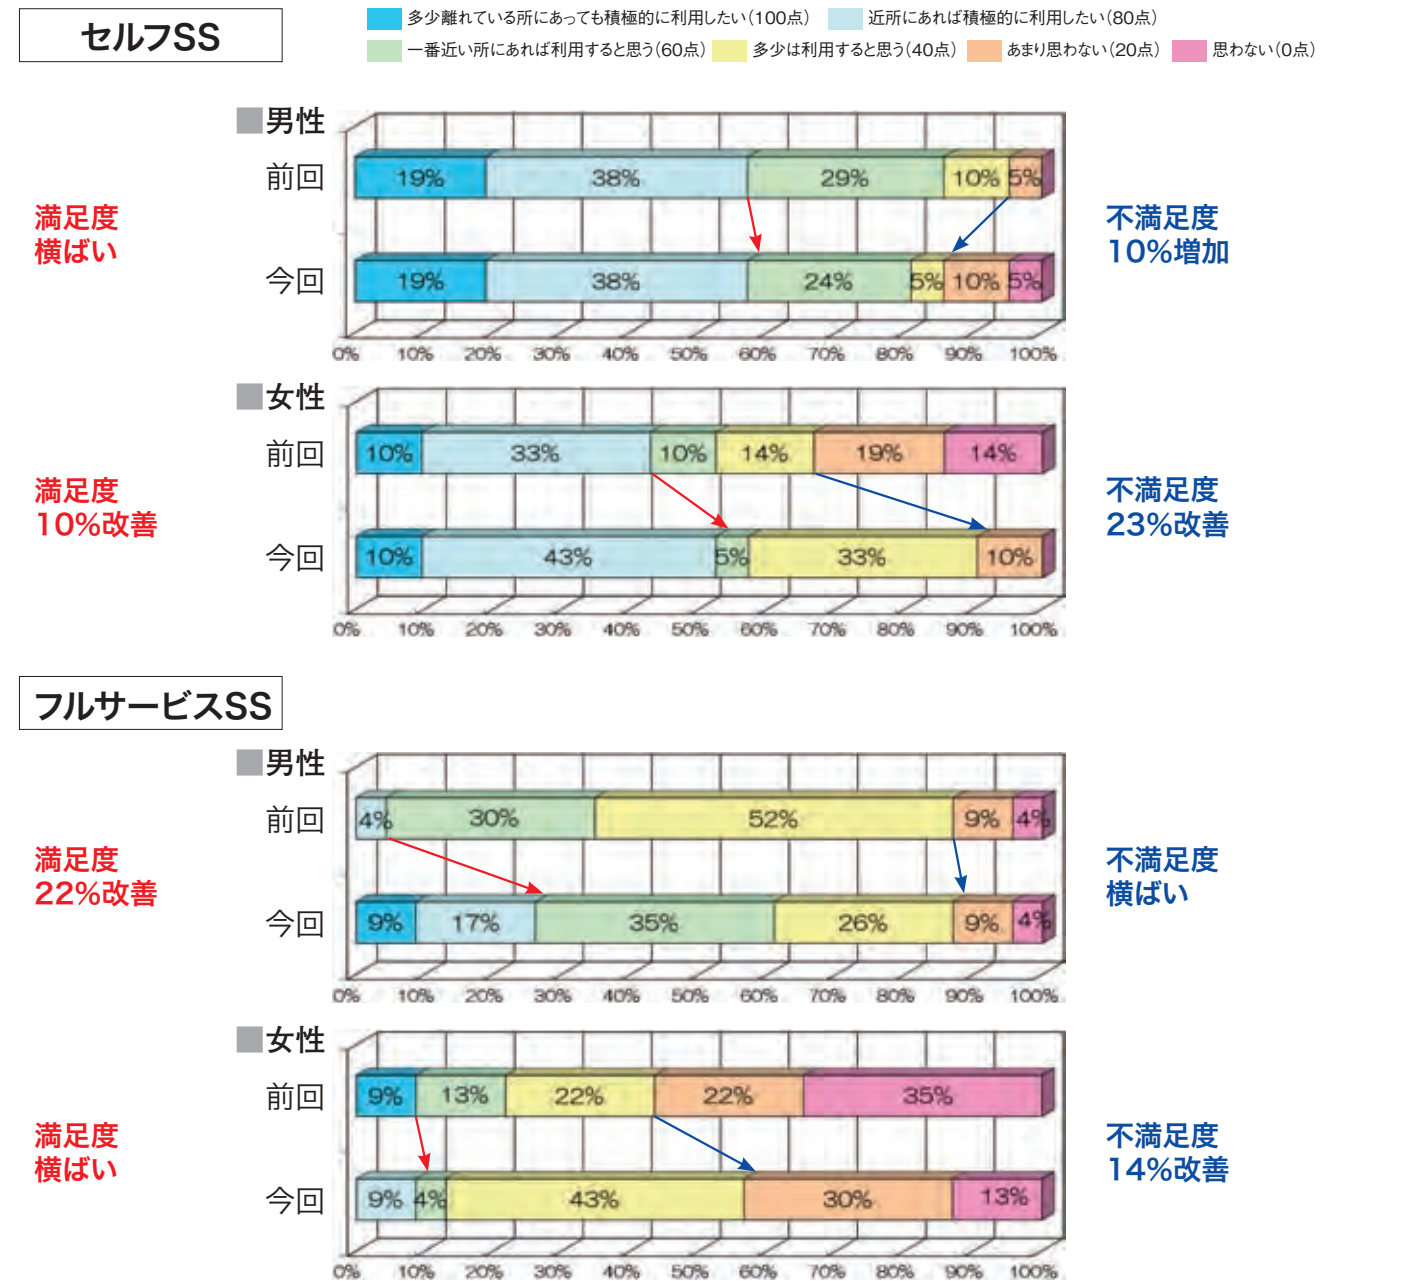 セルフSS
多少離れている所にあっても積極的に利用したい（100点） 近所にあれば積極的に利用したい（80点）
一番近い所にあれば利用すると思う（60点） 多少は利用すると思う（40点） あまり思わない（20点） 思わない（0点）
■男性
前回 19% 38% 29% 10% 5%
満足度
横ばい
不満足度
10%増加
今回 19% 38% 24% 5% 10% 5%
0% 10% 20% 30% 40% 50% 60% 70% 80% 90% 100%
■女性
前回 10% 33% 10% 14% 19% 14%
満足度
10%改善
不満足度
23%改善
今回 10% 43% 5% 33% 10%
0% 10% 20% 30% 40% 50% 60% 70% 80% 90% 100%
フルサービスSS
■男性
前回 4% 30% 52% 9% 4%
満足度
22%改善
不満足度
横ばい
今回 9% 17% 35% 26% 9% 4%
0% 10% 20% 30% 40% 50% 60% 70% 80% 90% 100%
■女性
前回 9% 13% 22% 22% 35%
満足度
横ばい
不満足度
14%改善
今回 9% 4% 43% 30% 13%
0% 10% 20% 30% 40% 50% 60% 70% 80% 90% 100%